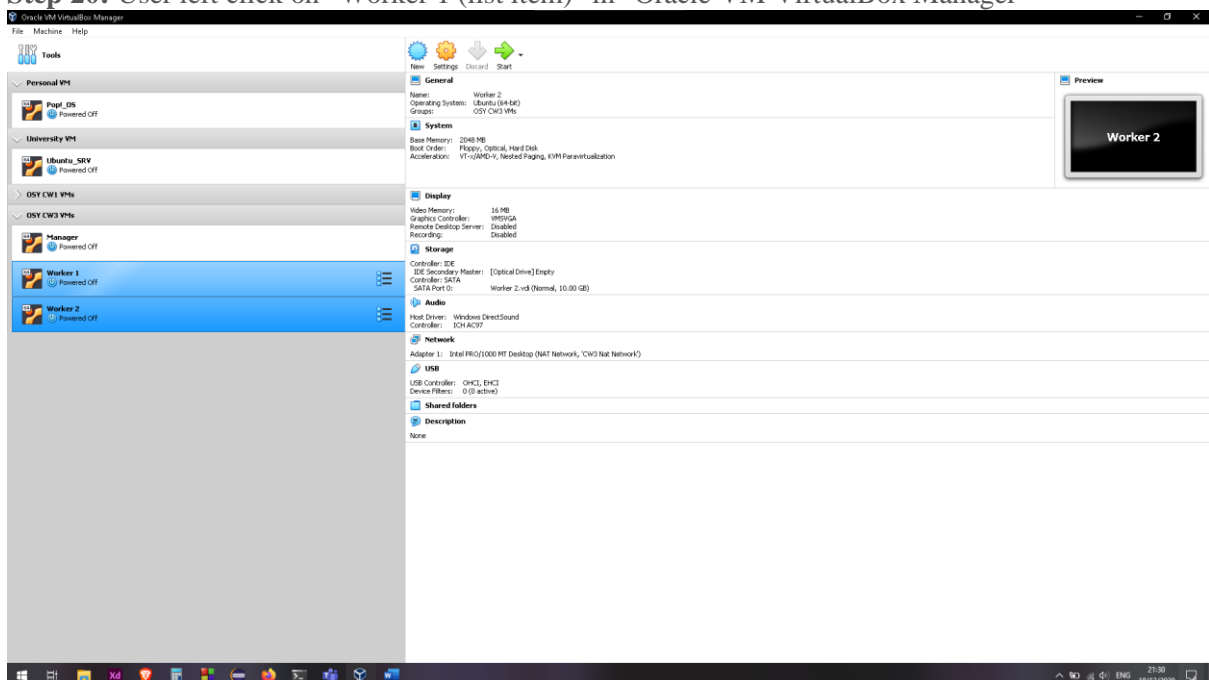 Step 20: User left click on "Worker 1 (list item)" in "Oracle VM VirtualBox Manager"
Oracle VM VirtualBox Manager
File Machine Help
Tools
New Settings Discard Start
Personal VM
Pop!_OS
Powered Off
University VM
Ubuntu_SRV
Powered Off
OSY CW1 VMs
OSY CW3 VMs
Manager
Powered Off
Worker 1
Powered Off
Worker 2
Powered Off
General
Name: Worker 2
Operating System: Ubuntu (64-bit)
Groups: OSY CW3 VMs
System
Base Memory: 2048 MB
Boot Order: Floppy, Optical, Hard Disk
Acceleration: VT-x/AMD-V, Nested Paging, KVM Paravirtualization
Preview
Worker 2
Display
Video Memory: 16 MB
Graphics Controller: VMSVGA
Remote Desktop Server: Disabled
Recording: Disabled
Storage
Controller: IDE
IDE Secondary Master: [Optical Drive] Empty
Controller: SATA
SATA Port 0: Worker 2.vdi (Normal, 10.00 GB)
Audio
Host Driver: Windows DirectSound
Controller: ICH AC97
Network
Adapter 1: Intel PRO/1000 MT Desktop (NAT Network, 'CW3 Nat Network')
USB
USB Controller: OHCI, EHCI
Device Filters: 0 (0 active)
Shared folders
Description
None
ENG 21:30